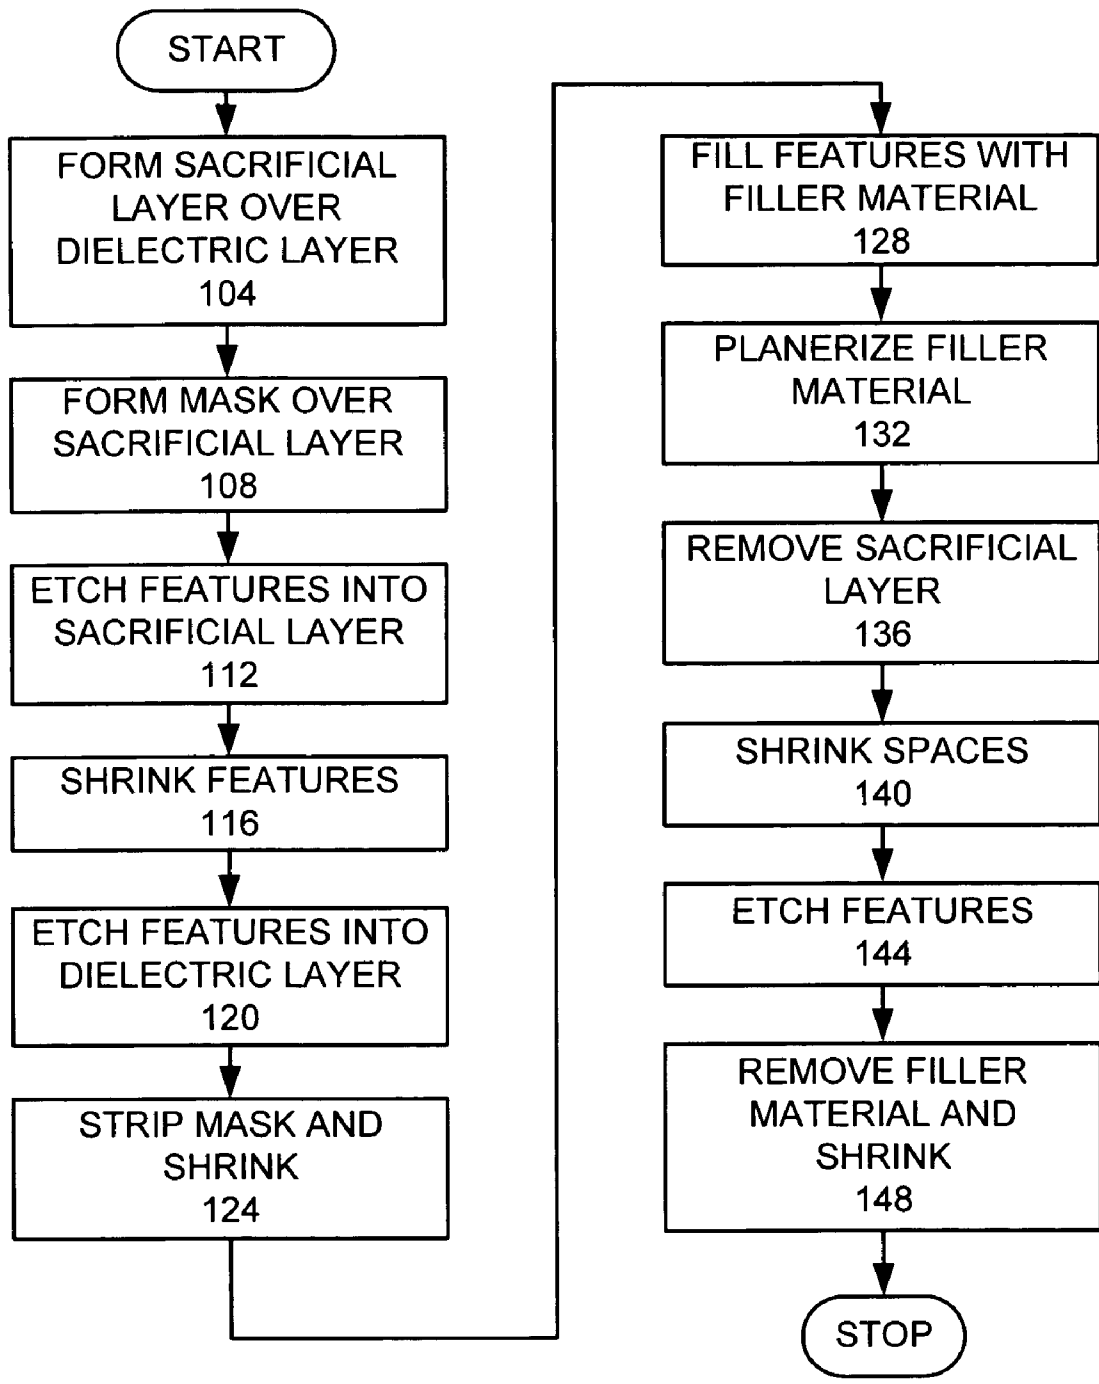 START
FORM SACRIFICIAL
LAYER OVER
DIELECTRIC LAYER
104
FORM MASK OVER
SACRIFICIAL LAYER
108
ETCH FEATURES INTO
SACRIFICIAL LAYER
112
SHRINK FEATURES
116
ETCH FEATURES INTO
DIELECTRIC LAYER
120
STRIP MASK AND
SHRINK
124
FILL FEATURES WITH
FILLER MATERIAL
128
PLANERIZE FILLER
MATERIAL
132
REMOVE SACRIFICIAL
LAYER
136
SHRINK SPACES
140
ETCH FEATURES
144
REMOVE FILLER
MATERIAL AND
SHRINK
148
STOP